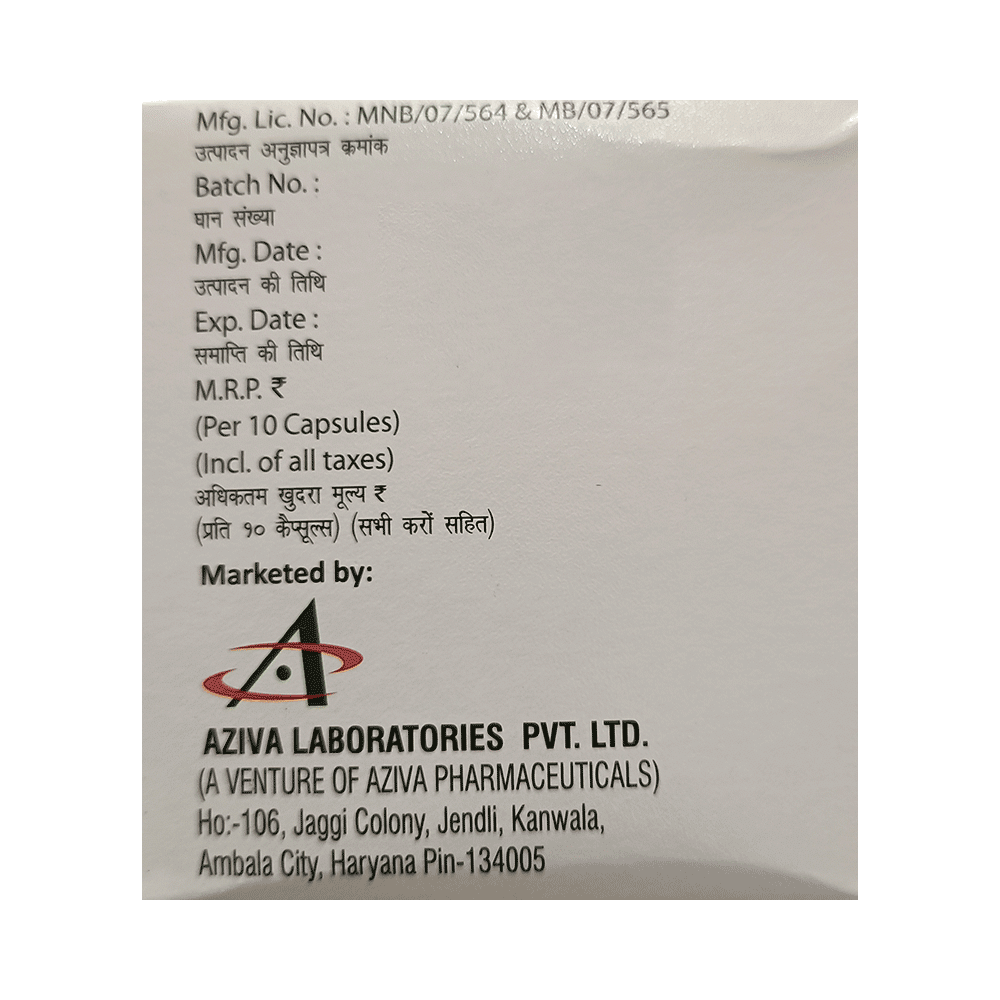 Mfg. Lic. No. : MNB/07/564 & MB/07/565
उत्पादन अनुज्ञापत्र क्रमांक
Batch No. :
घान संख्या
Mfg. Date :
उत्पादन की तिथि
Exp. Date :
समाप्ति की तिथि
M.R.P. ₹
(Per 10 Capsules)
(Incl. of all taxes)
अधिकतम खुदरा मूल्य ₹
(प्रति १० कैप्सूल्स) (सभी करों सहित)
Marketed by:
AZIVA LABORATORIES PVT. LTD.
(A VENTURE OF AZIVA PHARMACEUTICALS)
Ho:-106, Jaggi Colony, Jendli, Kanwala,
Ambala City, Haryana Pin-134005